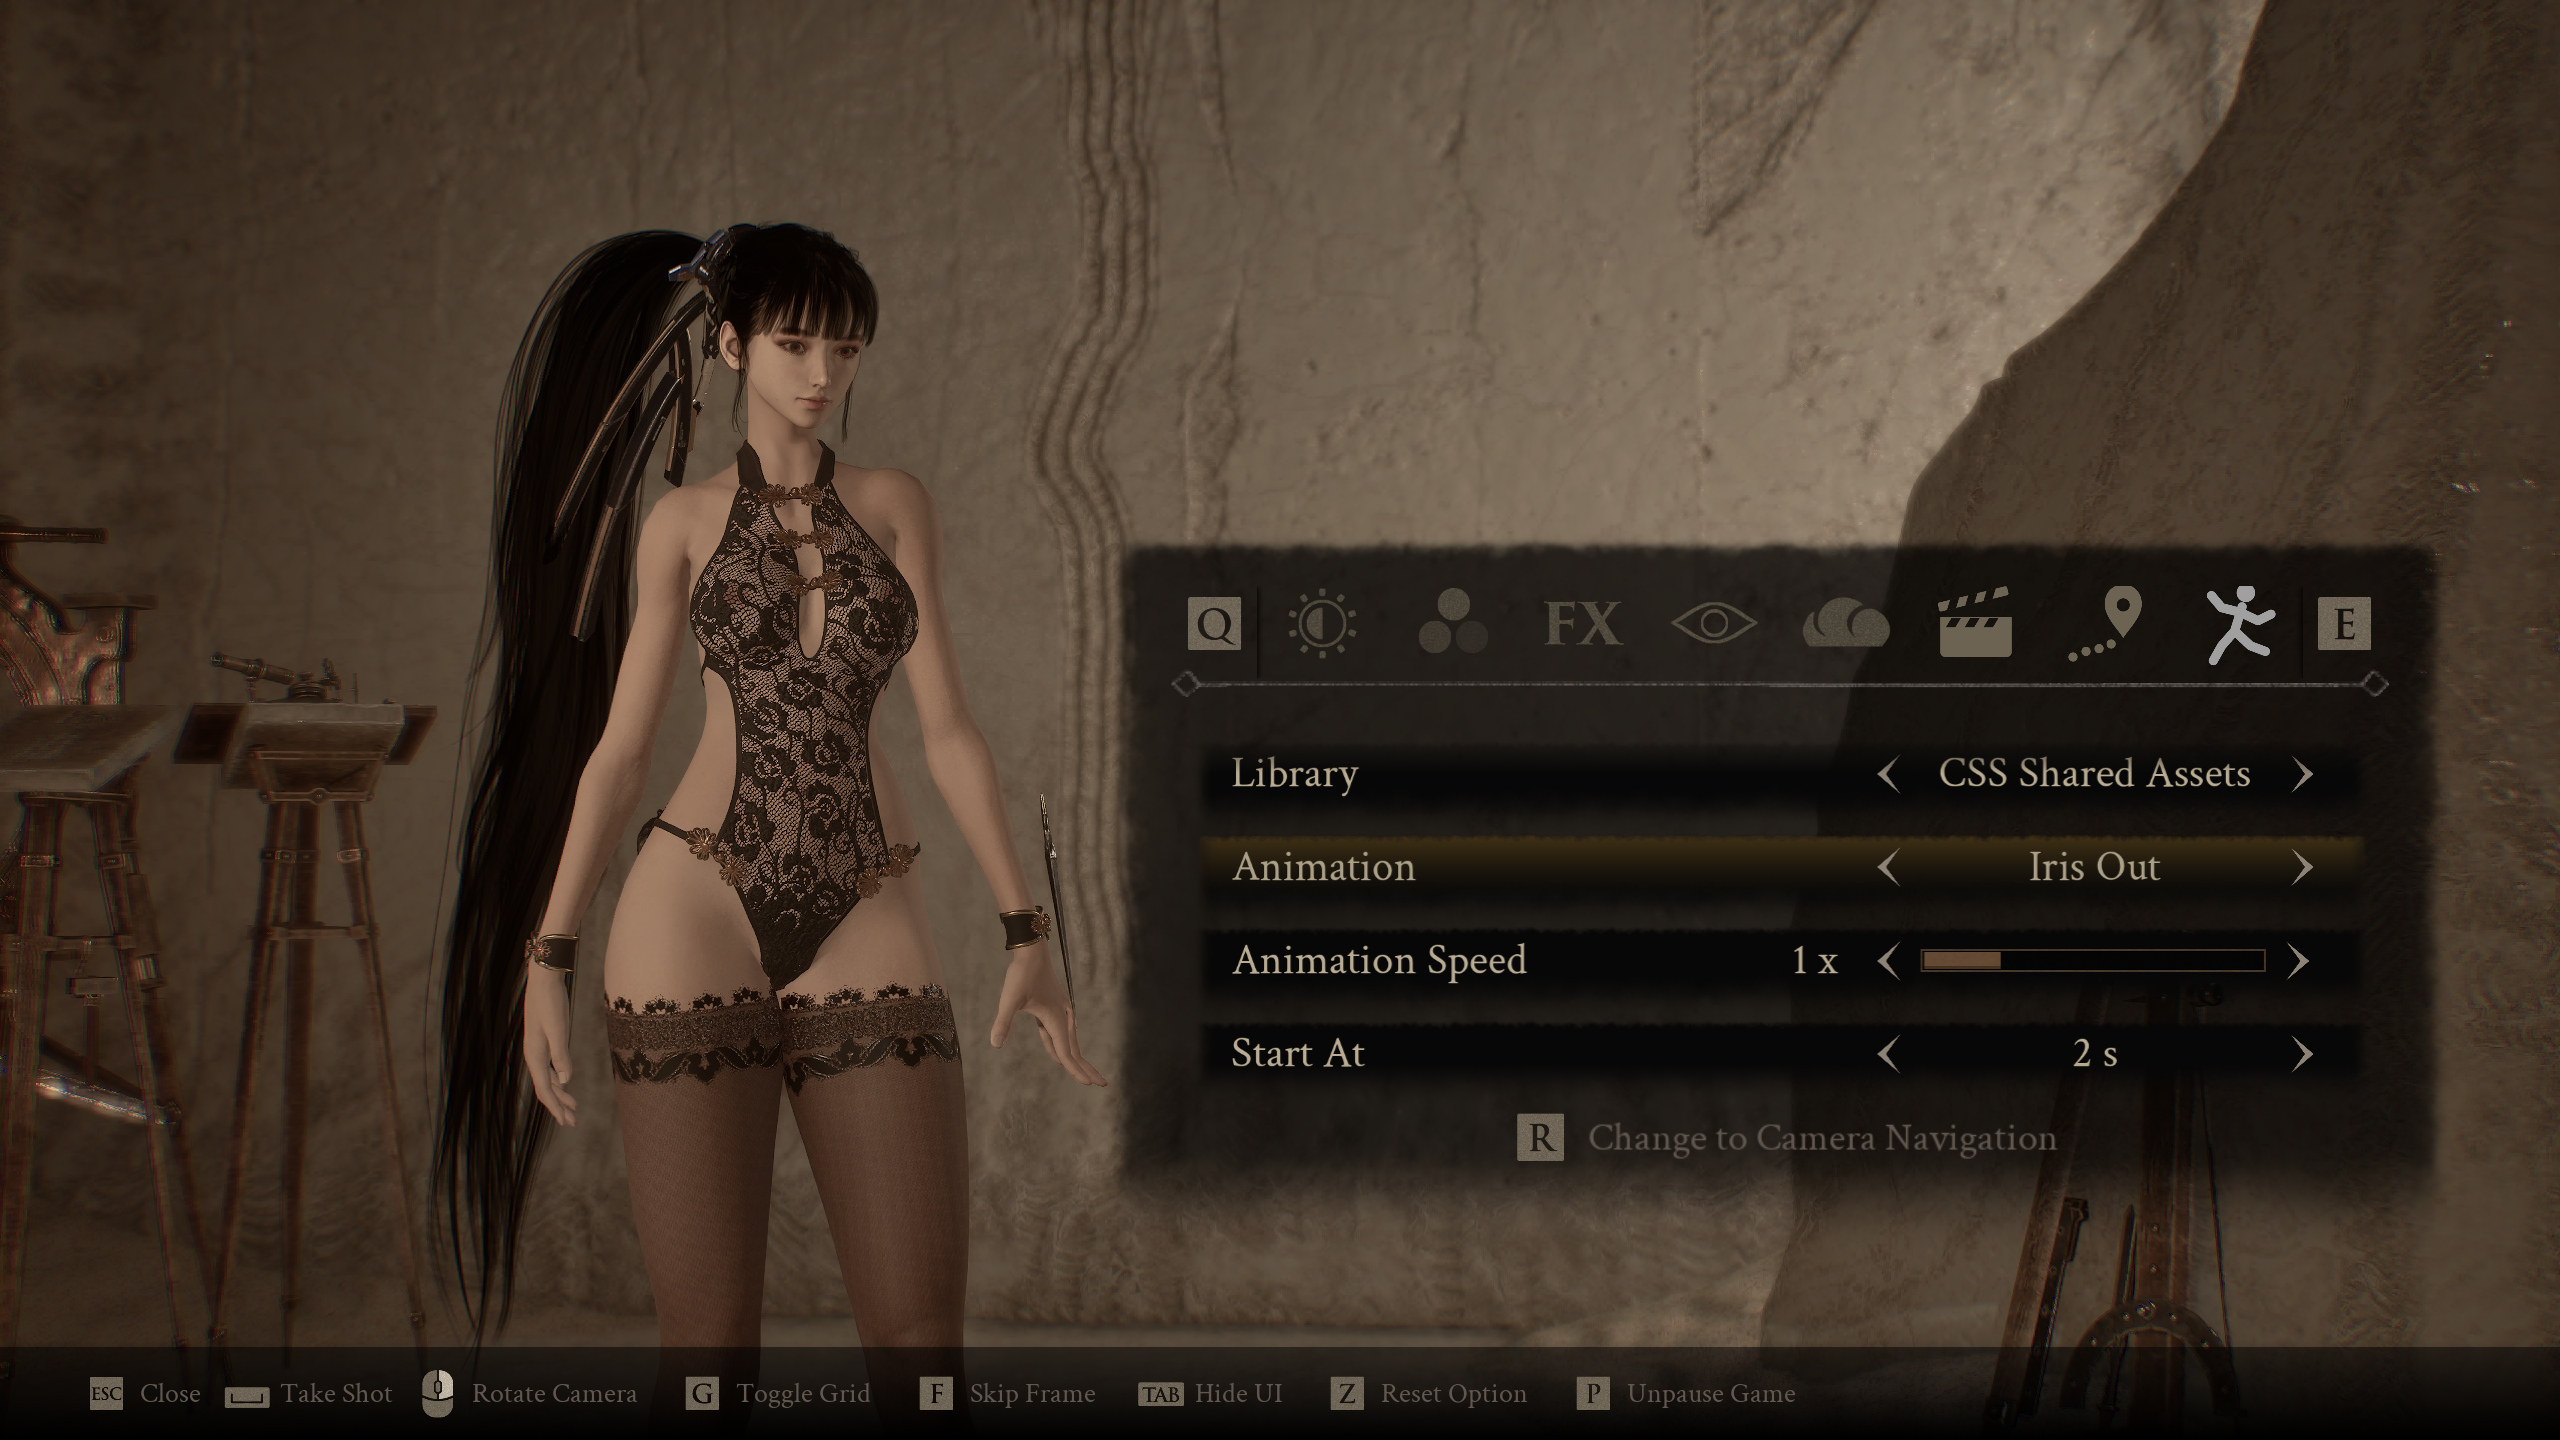 Q FX E
Library CSS Shared Assets
Animation Iris Out
Animation Speed 1 x
Start At 2 s
R Change to Camera Navigation
ESC Close Take Shot Rotate Camera G Toggle Grid F Skip Frame TAB Hide UI Z Reset Option P Unpause Game